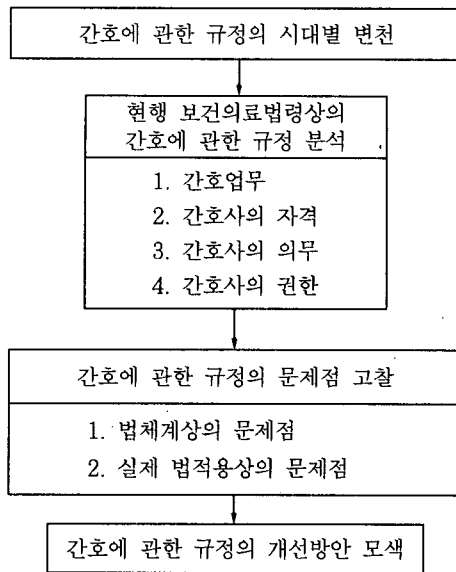 간호에 관한 규정의 시대별 변천
현행 보건의료법령상의
간호에 관한 규정 분석
1. 간호업무
2. 간호사의 자격
3. 간호사의 의무
4. 간호사의 권한
간호에 관한 규정의 문제점 고찰
1. 법체계상의 문제점
2. 실제 법적용상의 문제점
간호에 관한 규정의 개선방안 모색